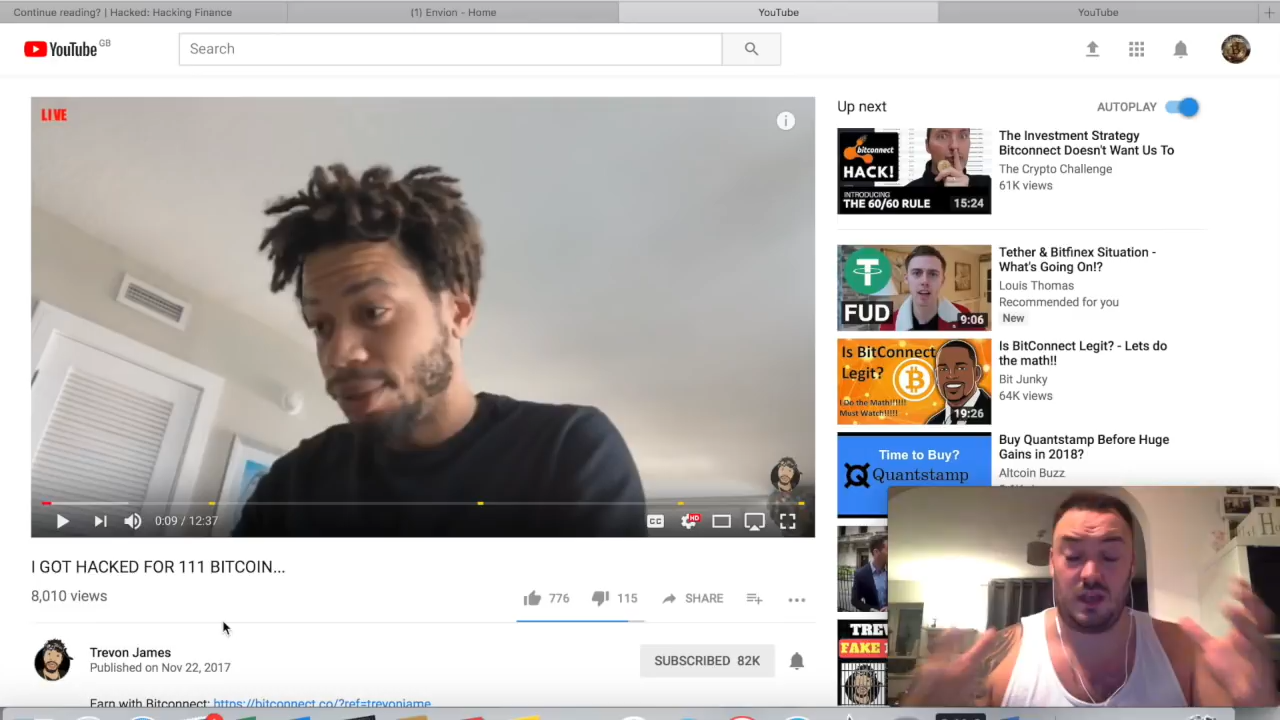 Continue reading? | Hacked: Hacking Finance
(1) Envion - Home
YouTube
YouTube
YouTube GB
Search
LIVE
0:09 / 12:37
CC
HD
I GOT HACKED FOR 111 BITCOIN...
8,010 views
776
115
SHARE
Trevon James
Published on Nov 22, 2017
SUBSCRIBED 82K
Earn with Bitconnect: https://bitconnect.co/?ref=trevonjame
Up next
AUTOPLAY
bitconnect
HACK!
INTRODUCING
THE 60/60 RULE
15:24
The Investment Strategy
Bitconnect Doesn't Want Us To
The Crypto Challenge
61K views
FUD
9:06
Tether & Bitfinex Situation -
What's Going On!?
Louis Thomas
Recommended for you
New
Is BitConnect
Legit?
I Do the Math!!!!!!!
Must Watch!!!!!
19:26
Is BitConnect Legit? - Lets do
the math!!
Bit Junky
64K views
Time to Buy?
Quantstamp
Buy Quantstamp Before Huge
Gains in 2018?
Altcoin Buzz
TRE
FAKE